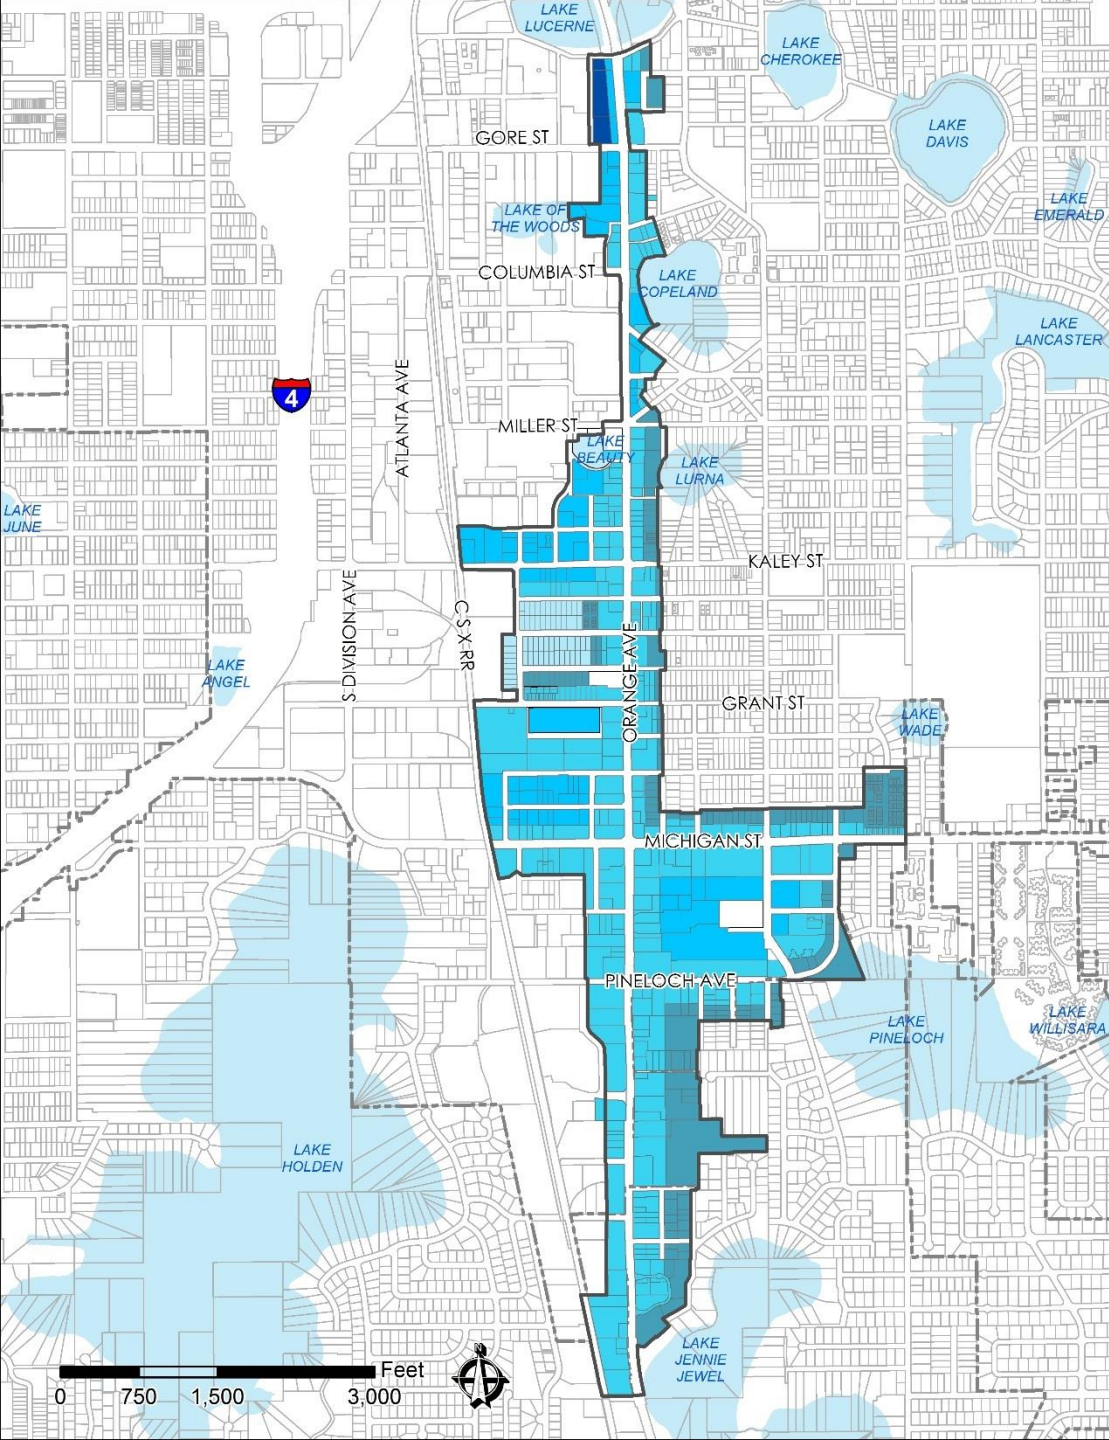 LAKE
LUCERNE
LAKE
CHEROKEE
LAKE
DAVIS
GORE ST
LAKE
EMERALD
LAKE OF
THE WOODS
COLUMBIA ST
LAKE
COPELAND
LAKE
LANCASTER
4
ATLANTA AVE
MILLER ST
LAKE
BEAUTY
LAKE
LURNA
LAKE
JUNE
KALEY ST
S DIVISION AVE
C S X RR
ORANGE AVE
LAKE
ANGEL
GRANT ST
LAKE
WADE
MICHIGAN ST
PINELOCH AVE
LAKE
PINELOCH
LAKE
WILLISARA
LAKE
HOLDEN
LAKE
JENNIE
JEWEL
Feet
0 750 1,500 3,000